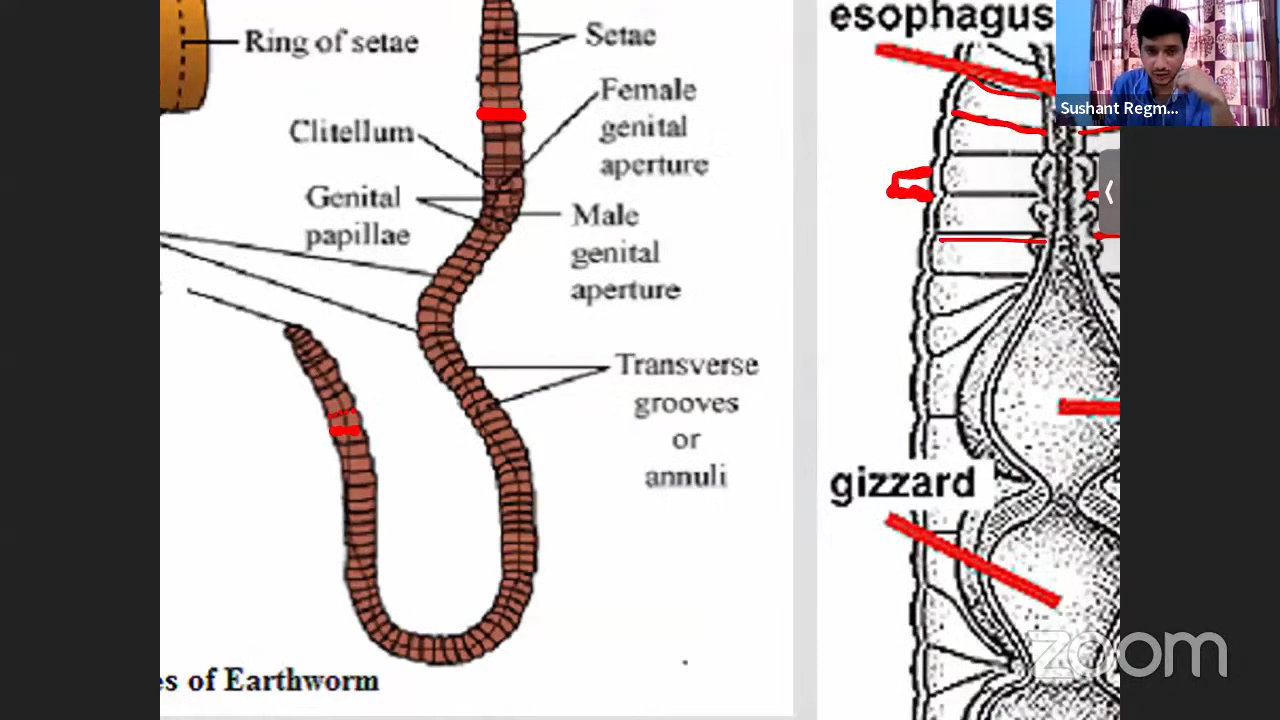 Ring of setae
Setae
Female
genital
aperture
Clitellum
Genital
papillae
Male
genital
aperture
Transverse
grooves
or
annuli
es of Earthworm
esophagus
gizzard
Sushant Regm...
zoom